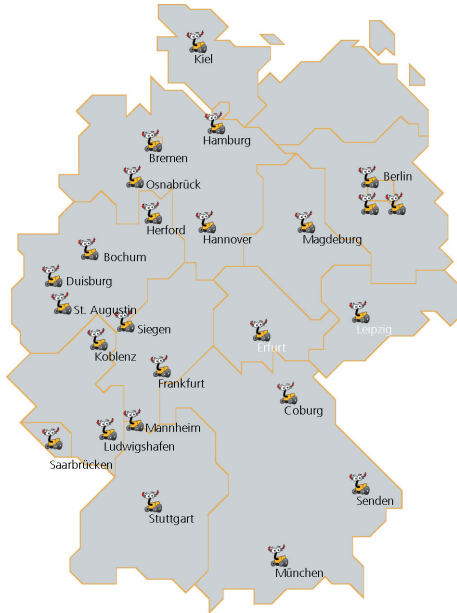 Kiel
Hamburg
Bremen
Berlin
Osnabrück
Herford
Hannover
Magdeburg
Bochum
Duisburg
St. Augustin
Siegen
Leipzig
Erfurt
Koblenz
Frankfurt
Coburg
Mannheim
Ludwigshafen
Saarbrücken
Senden
Stuttgart
München